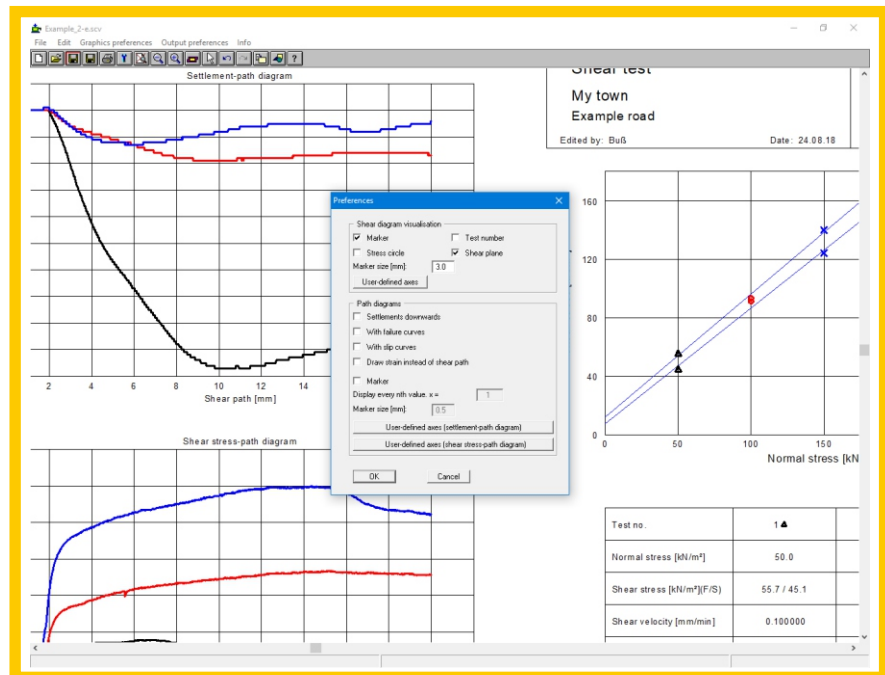 Example_2-e.scv
File Edit Graphics preferences Output preferences Info
Settlement-path diagram
2 4 6 8 10 12 14
Shear path [mm]
Shear stress-path diagram
Shear test
My town
Example road
Edited by: Buß Date: 24.08.18
160
120
80
40
0
0 50 100 150
Normal stress [kN
Test no. 1
Normal stress [kN/m²] 50.0
Shear stress [kN/m²](F/S) 55.7 / 45.1
Shear velocity [mm/min] 0.100000
Preferences
Shear diagram visualisation
Marker Test number
Stress circle Shear plane
Marker size [mm]: 3.0
User-defined axes
Path diagrams
Settlements downwards
With failure curves
With slip curves
Draw strain instead of shear path
Marker
Display every nth value. x = 1
Marker size [mm]: 0.5
User-defined axes (settlement-path diagram)
User-defined axes (shear stress-path diagram)
OK Cancel